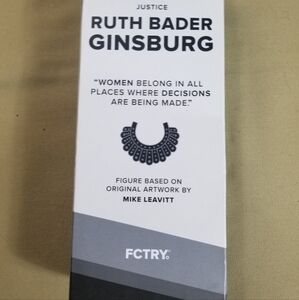 JUSTICE
RUTH BADER
GINSBURG
"WOMEN BELONG IN ALL
PLACES WHERE DECISIONS
ARE BEING MADE."
FIGURE BASED ON
ORIGINAL ARTWORK BY
MIKE LEAVITT
FCTRY